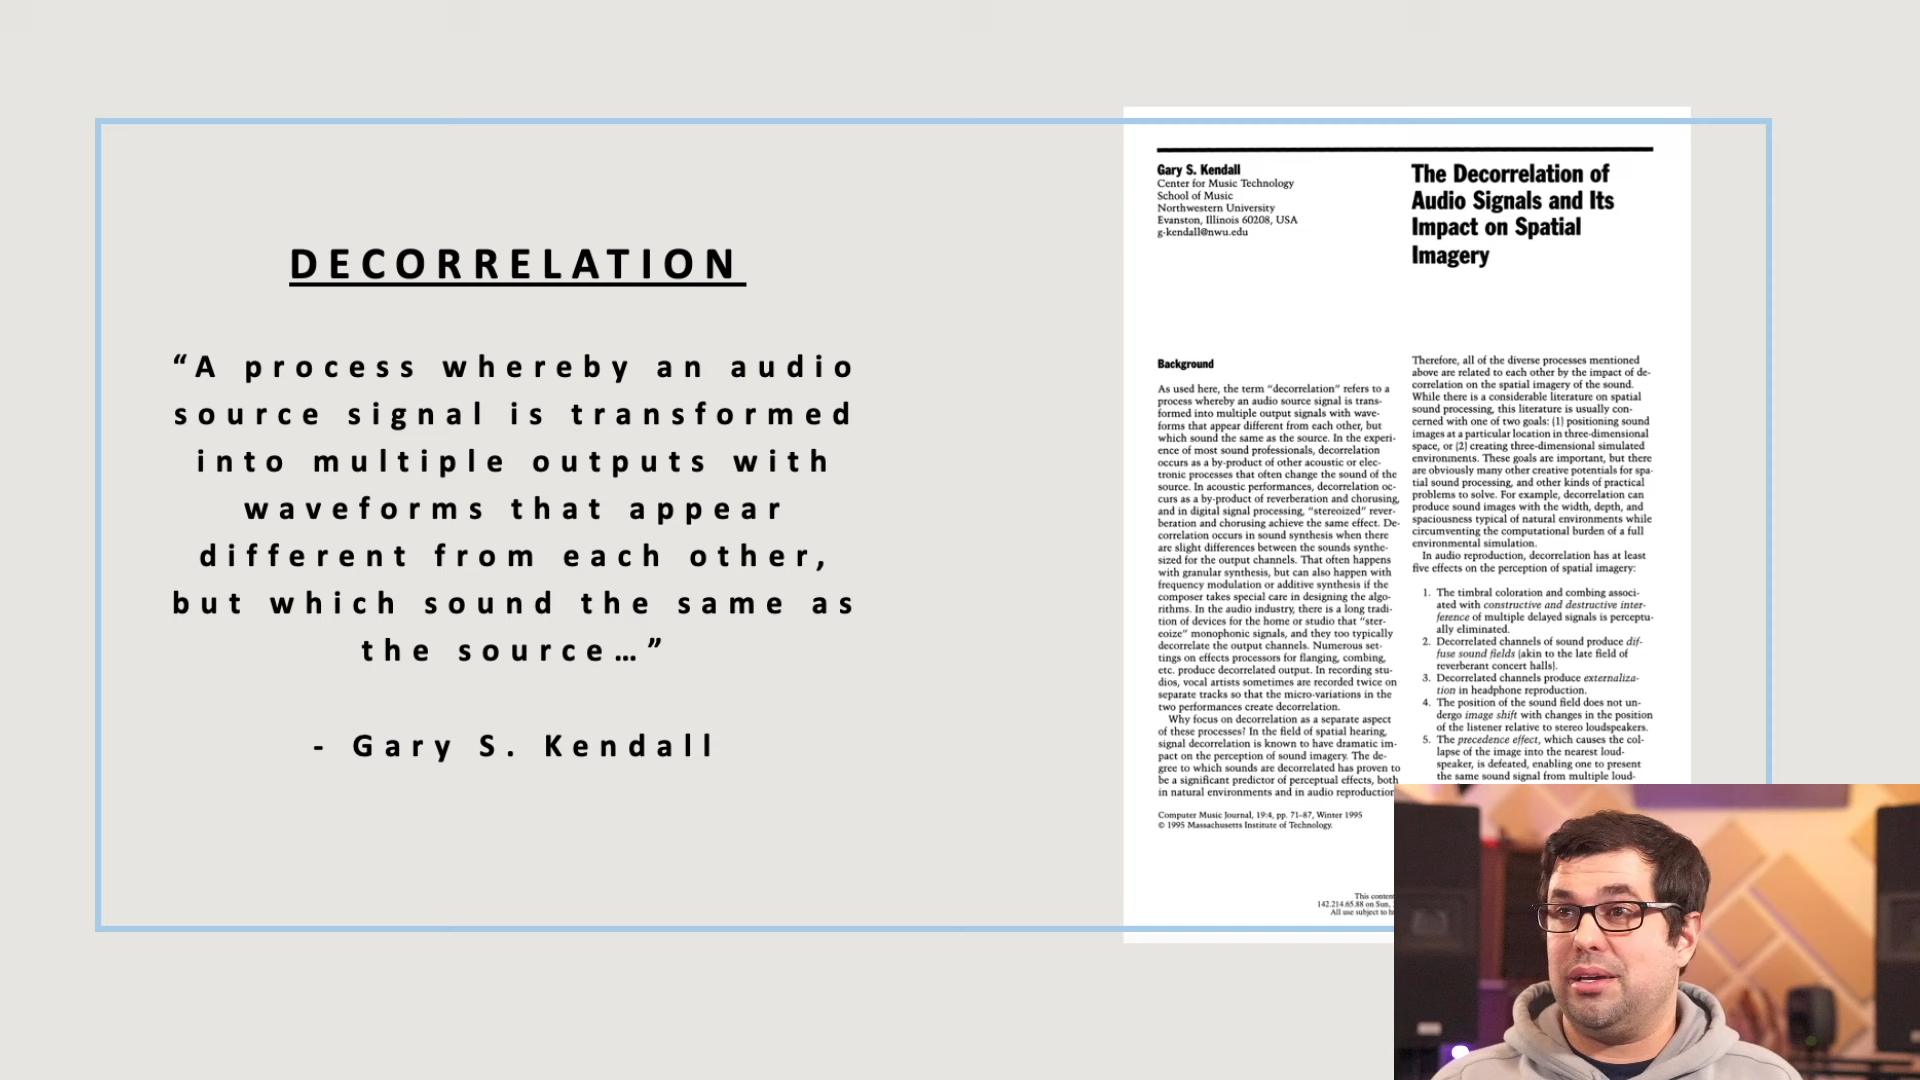 DECORRELATION
“A process whereby an audio
source signal is transformed
into multiple outputs with
waveforms that appear
different from each other,
but which sound the same as
the source…”
- Gary S. Kendall
Gary S. Kendall
Center for Music Technology
School of Music
Northwestern University
Evanston, Illinois 60208, USA
g-kendall@nwu.edu
The Decorrelation of
Audio Signals and Its
Impact on Spatial
Imagery
Background
As used here, the term “decorrelation” refers to a
process whereby an audio source signal is trans-
formed into multiple output signals with wave-
forms that appear different from each other, but
which sound the same as the source. In the experi-
ence of most sound professionals, decorrelation
occurs as a by-product of other acoustic or elec-
tronic processes that often change the sound of the
source. In acoustic performances, decorrelation oc-
curs as a by-product of reverberation and chorusing,
and in digital signal processing, “stereoized” rever-
beration and chorusing achieve the same effect. De-
correlation occurs in sound synthesis when there
are slight differences between the sounds synthe-
sized for the output channels. That often happens
with granular synthesis, but can also happen with
frequency modulation or additive synthesis if the
composer takes special care in designing the algo-
rithms. In the audio industry, there is a long tradi-
tion of devices for the home or studio that “ster-
eoize” monophonic signals, and they too typically
decorrelate the output channels. Numerous set-
tings on effects processors for flanging, combing,
etc. produce decorrelated output. In recording stu-
dios, vocal artists sometimes are recorded twice on
separate tracks so that the micro-variations in the
two performances create decorrelation.
Why focus on decorrelation as a separate aspect
of these processes? In the field of spatial hearing,
signal decorrelation is known to have dramatic im-
pact on the perception of sound imagery. The de-
gree to which sounds are decorrelated has proven to
be a significant predictor of perceptual effects, both
in natural environments and in audio reproduction
Therefore, all of the diverse processes mentioned
above are related to each other by the impact of de-
correlation on the spatial imagery of the sound.
While there is a considerable literature on spatial
sound processing, this literature is usually con-
cerned with one of two goals: (1) positioning sound
images at a particular location in three-dimensional
space, or (2) creating three-dimensional simulated
environments. These goals are important, but there
are obviously many other creative potentials for spa-
tial sound processing, and other kinds of practical
problems to solve. For example, decorrelation can
produce sound images with the width, depth, and
spaciousness typical of natural environments while
circumventing the computational burden of a full
environmental simulation.
In audio reproduction, decorrelation has at least
five effects on the perception of spatial imagery:
1. The timbral coloration and combing associ-
ated with constructive and destructive inter-
ference of multiple delayed signals is perceptu-
ally eliminated.
2. Decorrelated channels of sound produce dif-
fuse sound fields (akin to the late field of
reverberant concert halls).
3. Decorrelated channels produce externaliza-
tion in headphone reproduction.
4. The position of the sound field does not un-
dergo image shift with changes in the position
of the listener relative to stereo loudspeakers.
5. The precedence effect, which causes the col-
lapse of the image into the nearest loud-
speaker, is defeated, enabling one to present
the same sound signal from multiple loud-
Computer Music Journal, 19:4, pp. 71–87, Winter 1995
© 1995 Massachusetts Institute of Technology.
This content
142.214.65.88 on Sun,
All use subject to